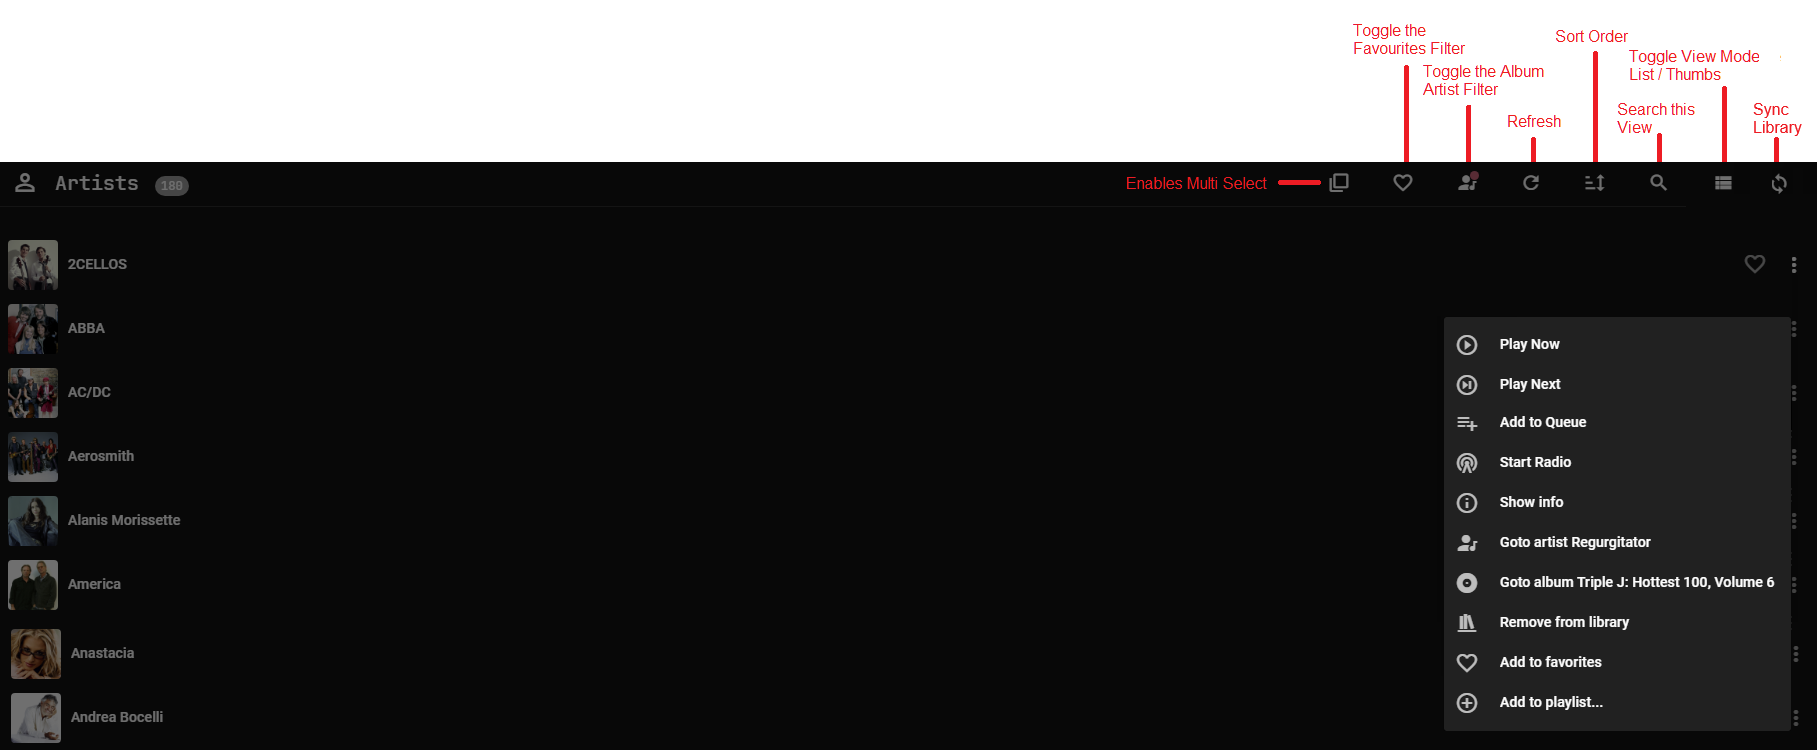 Toggle the
Favourites Filter
Sort Order
Toggle View Mode
List / Thumbs
Toggle the Album
Artist Filter
Search this
View
Sync
Library
Refresh
Artists 180
Enables Multi Select
2CELLOS
ABBA
AC/DC
Aerosmith
Alanis Morissette
America
Anastacia
Andrea Bocelli
Play Now
Play Next
Add to Queue
Start Radio
Show info
Goto artist Regurgitator
Goto album Triple J: Hottest 100, Volume 6
Remove from library
Add to favorites
Add to playlist...